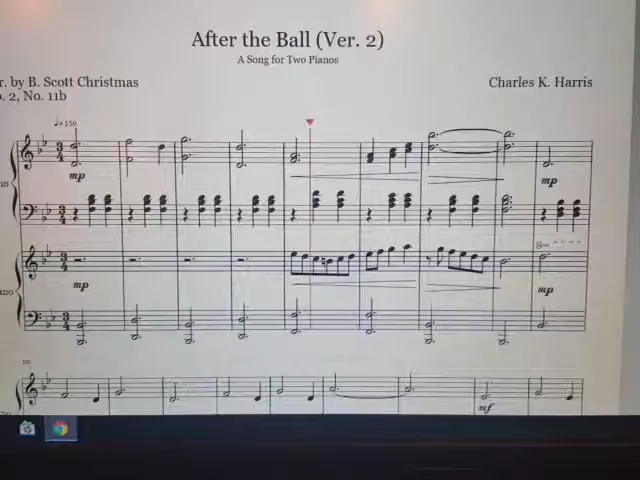 After the Ball (Ver. 2)
A Song for Two Pianos
r. by B. Scott Christmas
Charles K. Harris
. 2, No. 11b
mp
mp
mp
mp
mf